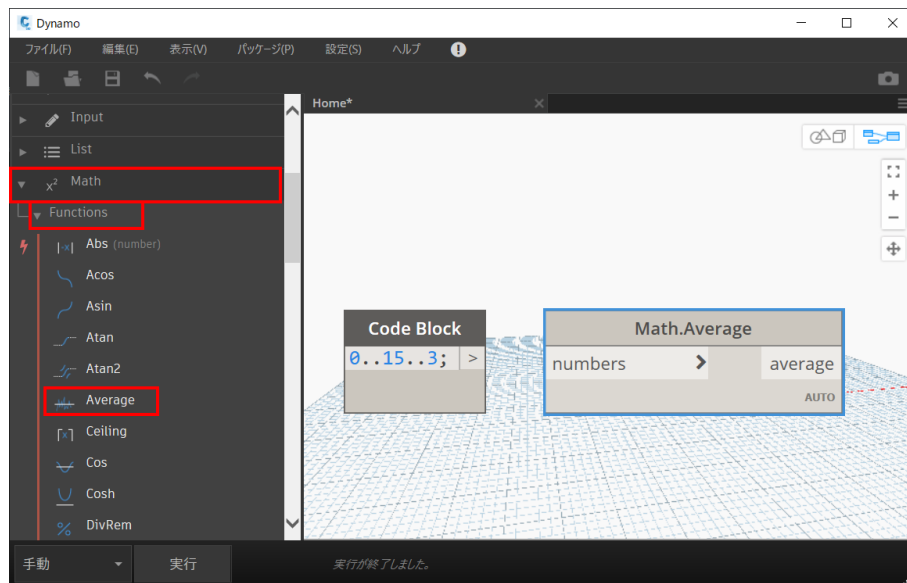 Dynamo
ファイル(F) 編集(E) 表示(V) パッケージ(P) 設定(S) ヘルプ
Home*
Input
List
Math
Functions
Abs (number)
Acos
Asin
Atan
Atan2
Average
Ceiling
Cos
Cosh
DivRem
Code Block
0..15..3; >
Math.Average
numbers > average
AUTO
手動 実行 実行が終了しました。